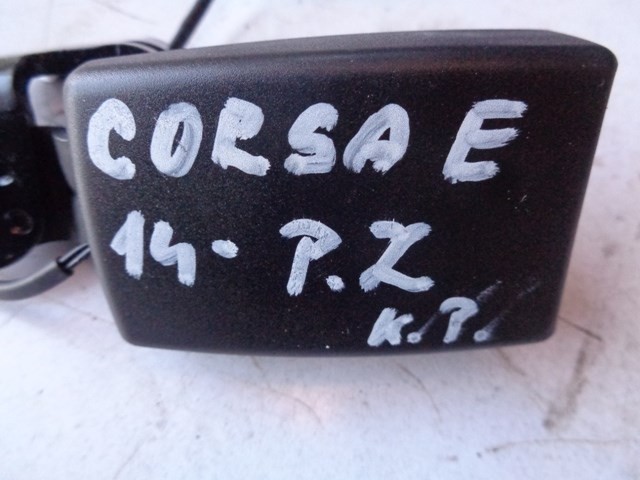 CORSA E
14- P.Z
K.P.